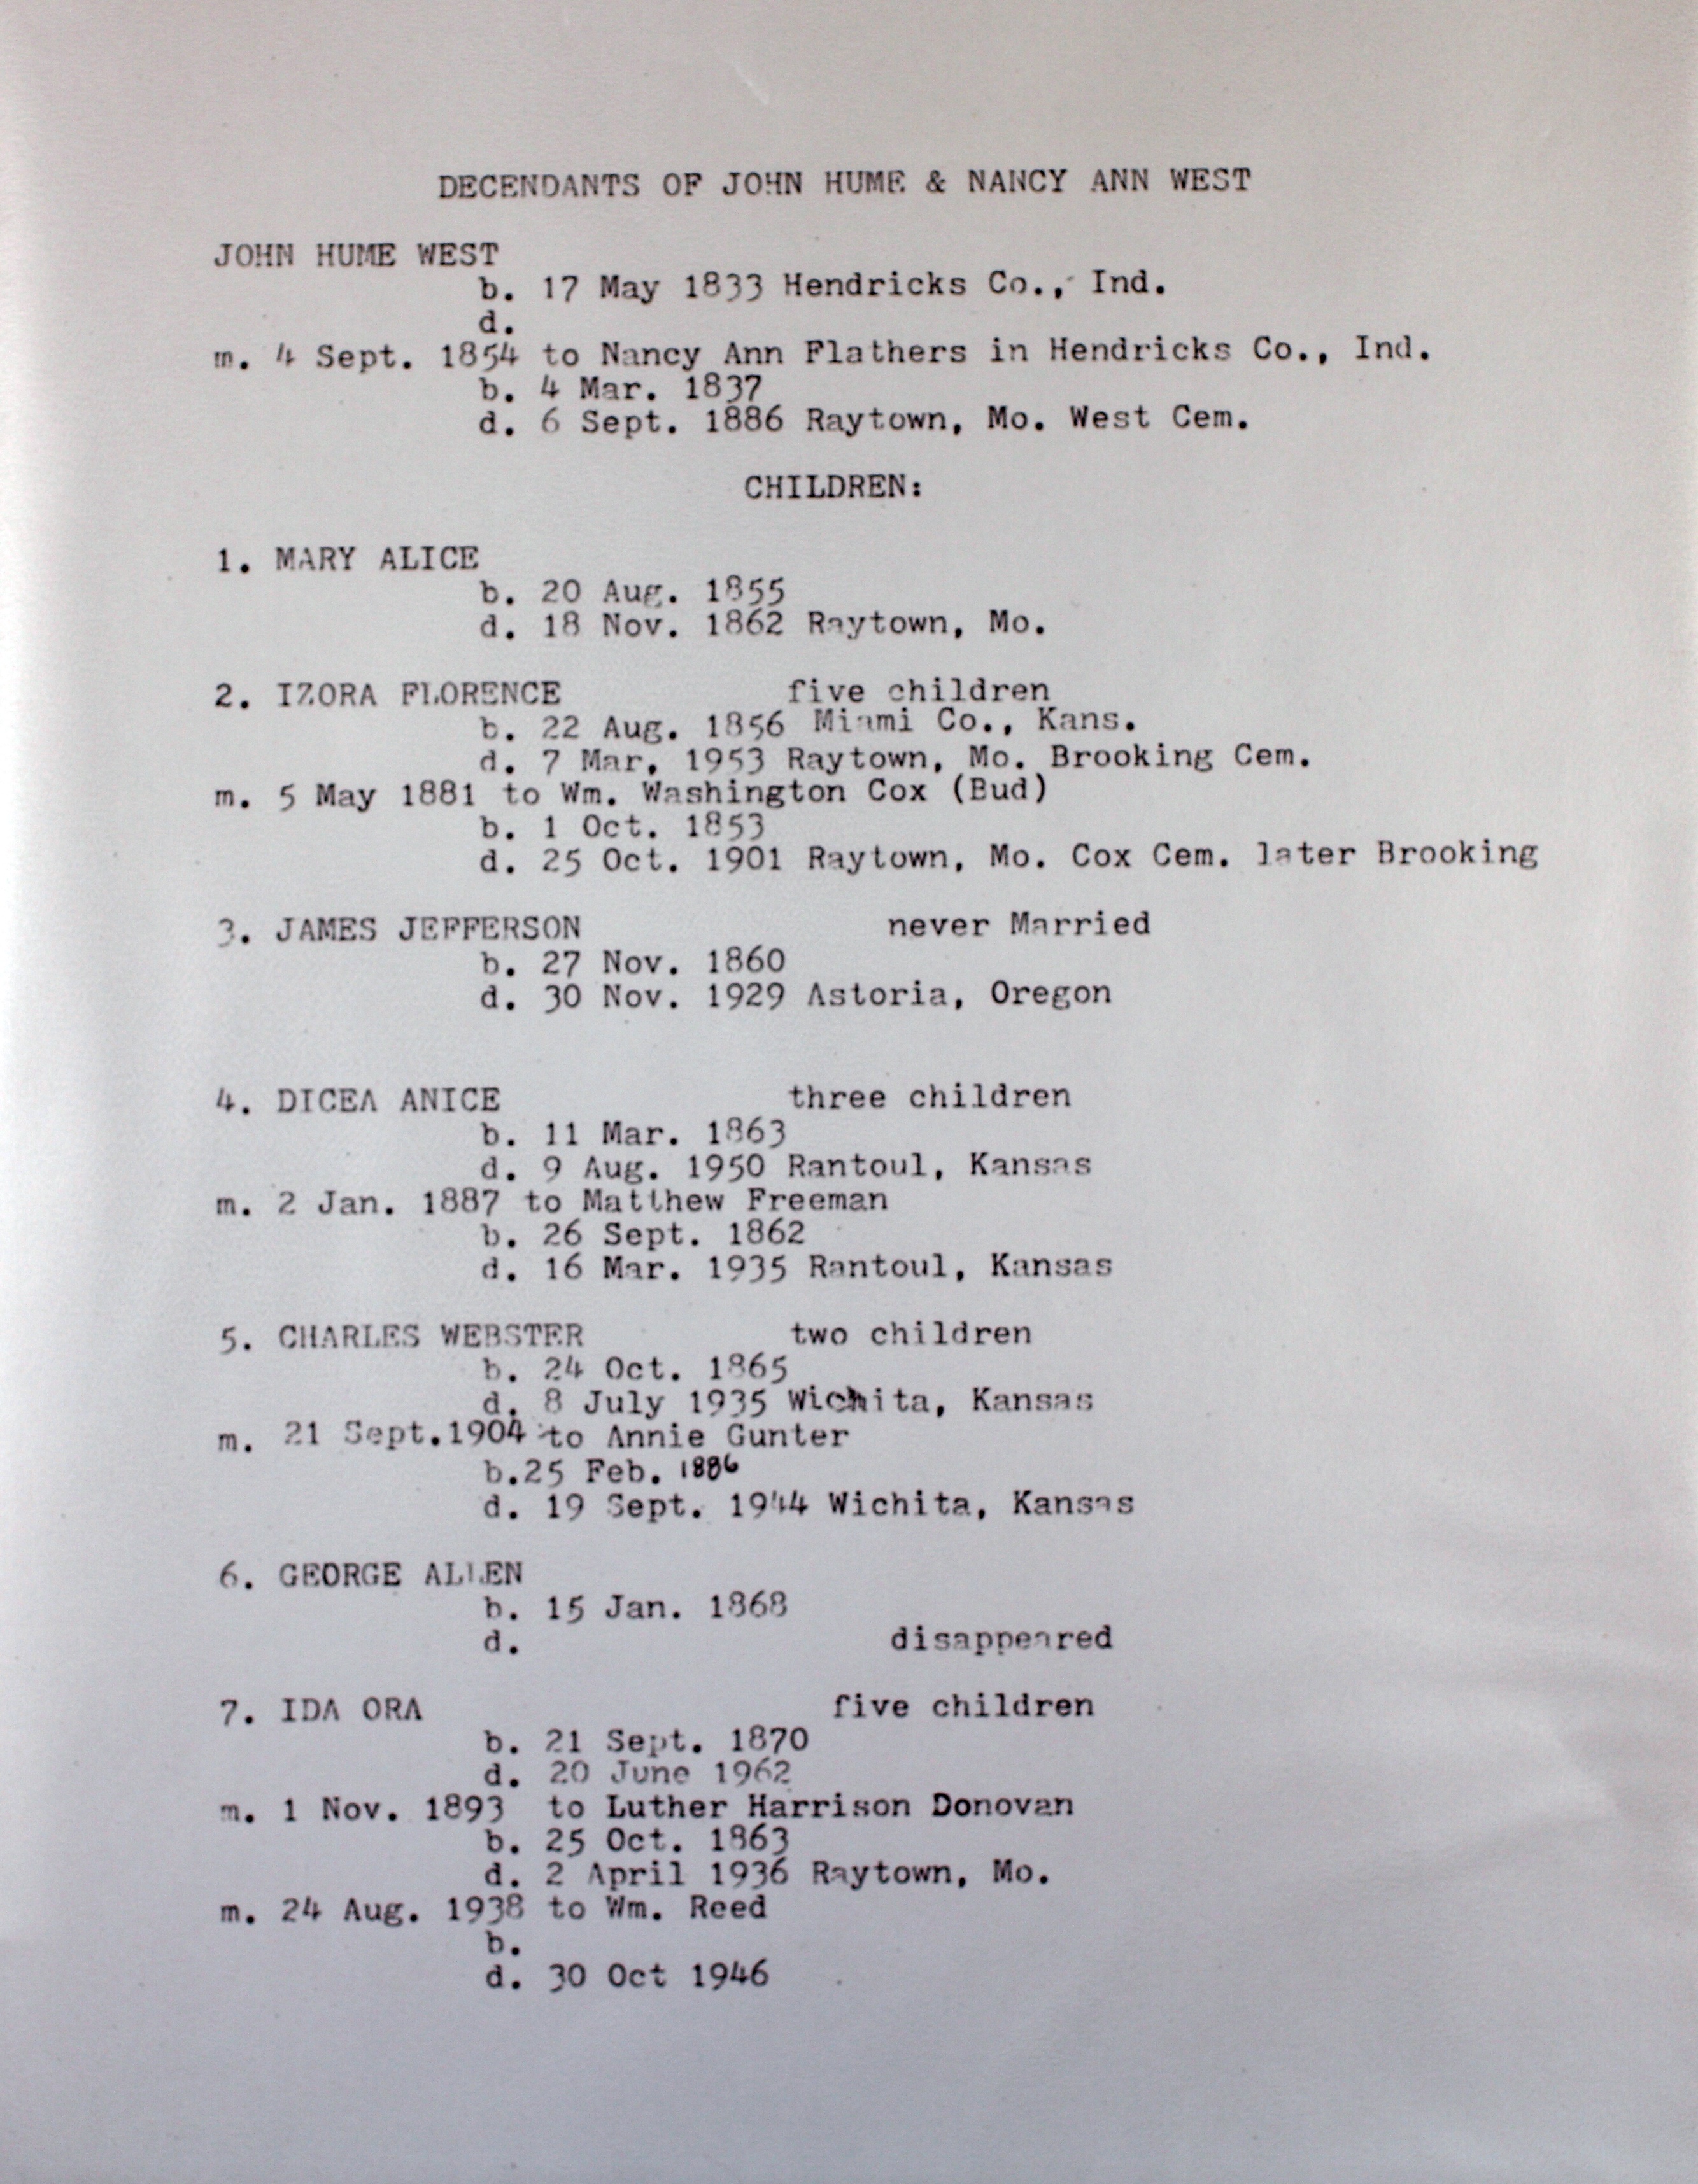 DECENDANTS OF JOHN HUME & NANCY ANN WEST
JOHN HUME WEST
b. 17 May 1833 Hendricks Co., Ind.
d.
m. 4 Sept. 1854 to Nancy Ann Flathers in Hendricks Co., Ind.
b. 4 Mar. 1837
d. 6 Sept. 1886 Raytown, Mo. West Cem.
CHILDREN:
1. MARY ALICE
b. 20 Aug. 1855
d. 18 Nov. 1862 Raytown, Mo.
2. IZORA FLORENCE five children
b. 22 Aug. 1856 Miami Co., Kans.
d. 7 Mar. 1953 Raytown, Mo. Brooking Cem.
m. 5 May 1881 to Wm. Washington Cox (Bud)
b. 1 Oct. 1853
d. 25 Oct. 1901 Raytown, Mo. Cox Cem. later Brooking
3. JAMES JEFFERSON never Married
b. 27 Nov. 1860
d. 30 Nov. 1929 Astoria, Oregon
4. DICEA ANICE three children
b. 11 Mar. 1863
d. 9 Aug. 1950 Rantoul, Kansas
m. 2 Jan. 1887 to Matthew Freeman
b. 26 Sept. 1862
d. 16 Mar. 1935 Rantoul, Kansas
5. CHARLES WEBSTER two children
b. 24 Oct. 1865
d. 8 July 1935 Wichita, Kansas
m. 21 Sept.1904 to Annie Gunter
b.25 Feb. 1886
d. 19 Sept. 1944 Wichita, Kansas
6. GEORGE ALLEN
b. 15 Jan. 1868
d. disappeared
7. IDA ORA five children
b. 21 Sept. 1870
d. 20 June 1962
m. 1 Nov. 1893 to Luther Harrison Donovan
b. 25 Oct. 1863
d. 2 April 1936 Raytown, Mo.
m. 24 Aug. 1938 to Wm. Reed
b.
d. 30 Oct 1946